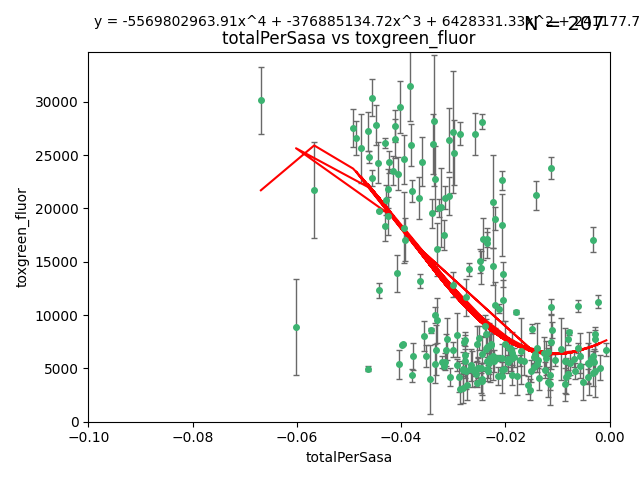 y = -5569802963.91x^4 + -376885134.72x^3 + 6428331.33x^2 + 241177.7
N = 207
totalPerSasa vs toxgreen_fluor
toxgreen_fluor
30000
25000
20000
15000
10000
5000
0
−0.10 −0.08 −0.06 −0.04 −0.02 0.00
totalPerSasa